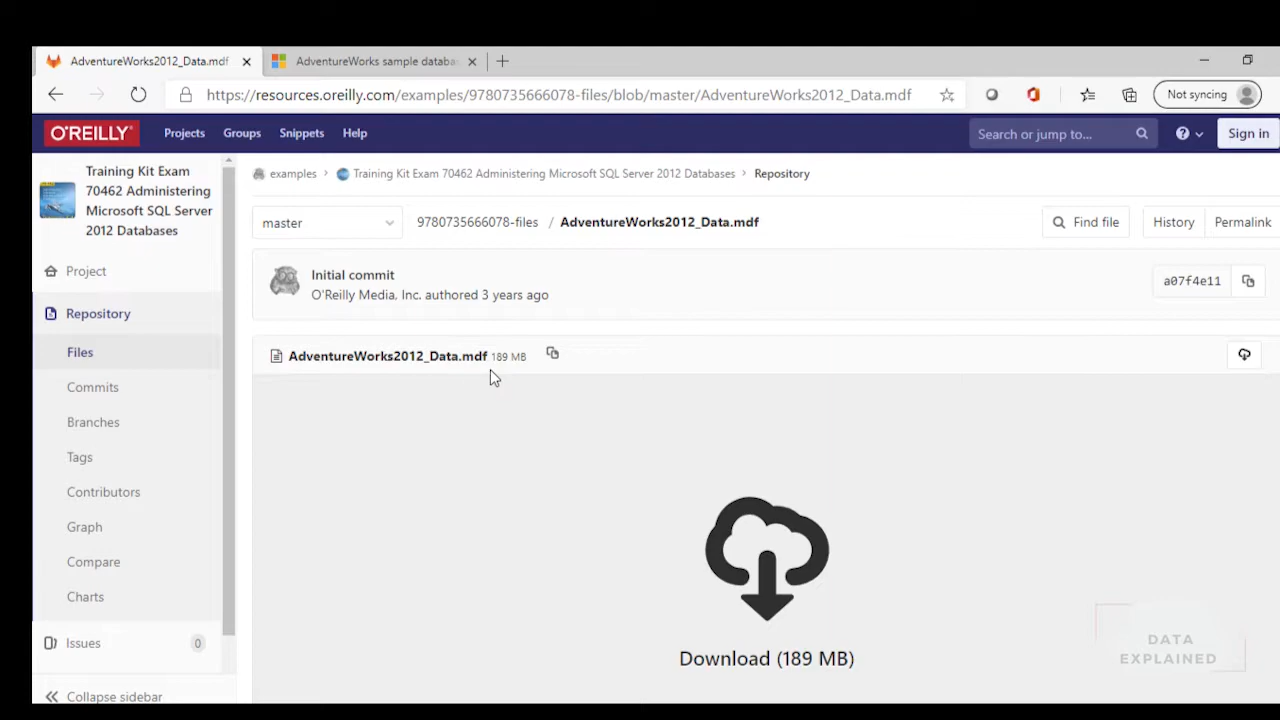 AdventureWorks2012_Data.mdf
AdventureWorks sample databa
Not syncing
https://resources.oreilly.com/examples/9780735666078-files/blob/master/AdventureWorks2012_Data.mdf
O'REILLY
Projects
Groups
Snippets
Help
Search or jump to...
Sign in
Training Kit Exam
70462 Administering
Microsoft SQL Server
2012 Databases
Project
Repository
Files
Commits
Branches
Tags
Contributors
Graph
Compare
Charts
Issues 0
Collapse sidebar
examples > Training Kit Exam 70462 Administering Microsoft SQL Server 2012 Databases > Repository
master
9780735666078-files / AdventureWorks2012_Data.mdf
Find file
History
Permalink
Initial commit
O'Reilly Media, Inc. authored 3 years ago
a07f4e11
AdventureWorks2012_Data.mdf 189 MB
Download (189 MB)
DATA
EXPLAINED